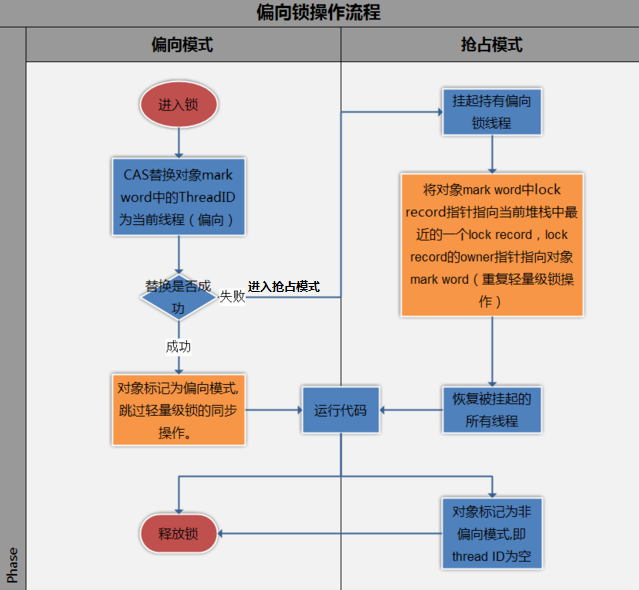 偏向锁操作流程
偏向模式
抢占模式
进入锁
CAS替换对象mark
word中的ThreadID
为当前线程（偏向）
替换是否成
功
失败
进入抢占模式
成功
对象标记为偏向模式,
跳过轻量级锁的同步
操作。
运行代码
释放锁
挂起持有偏向
锁线程
将对象mark word中lock
record指针指向当前堆栈中最
近的一个lock record，lock
record的owner指针指向对象
mark word（重复轻量级锁操
作）
恢复被挂起的
所有线程
对象标记为非
偏向模式,即
thread ID为空
Phase